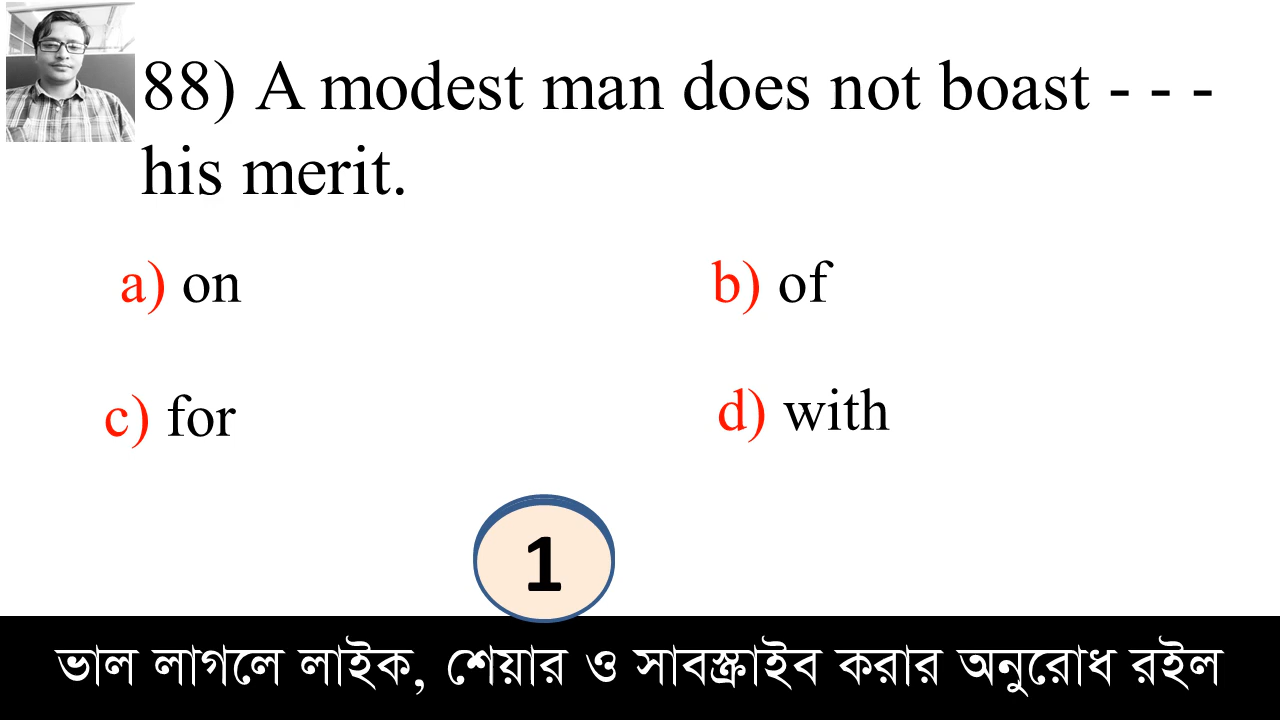 88) A modest man does not boast - - -
his merit.
a) on
b) of
c) for
d) with
1
ভাল লাগলে লাইক, শেয়ার ও সাবস্ক্রাইব করার অনুরোধ রইল